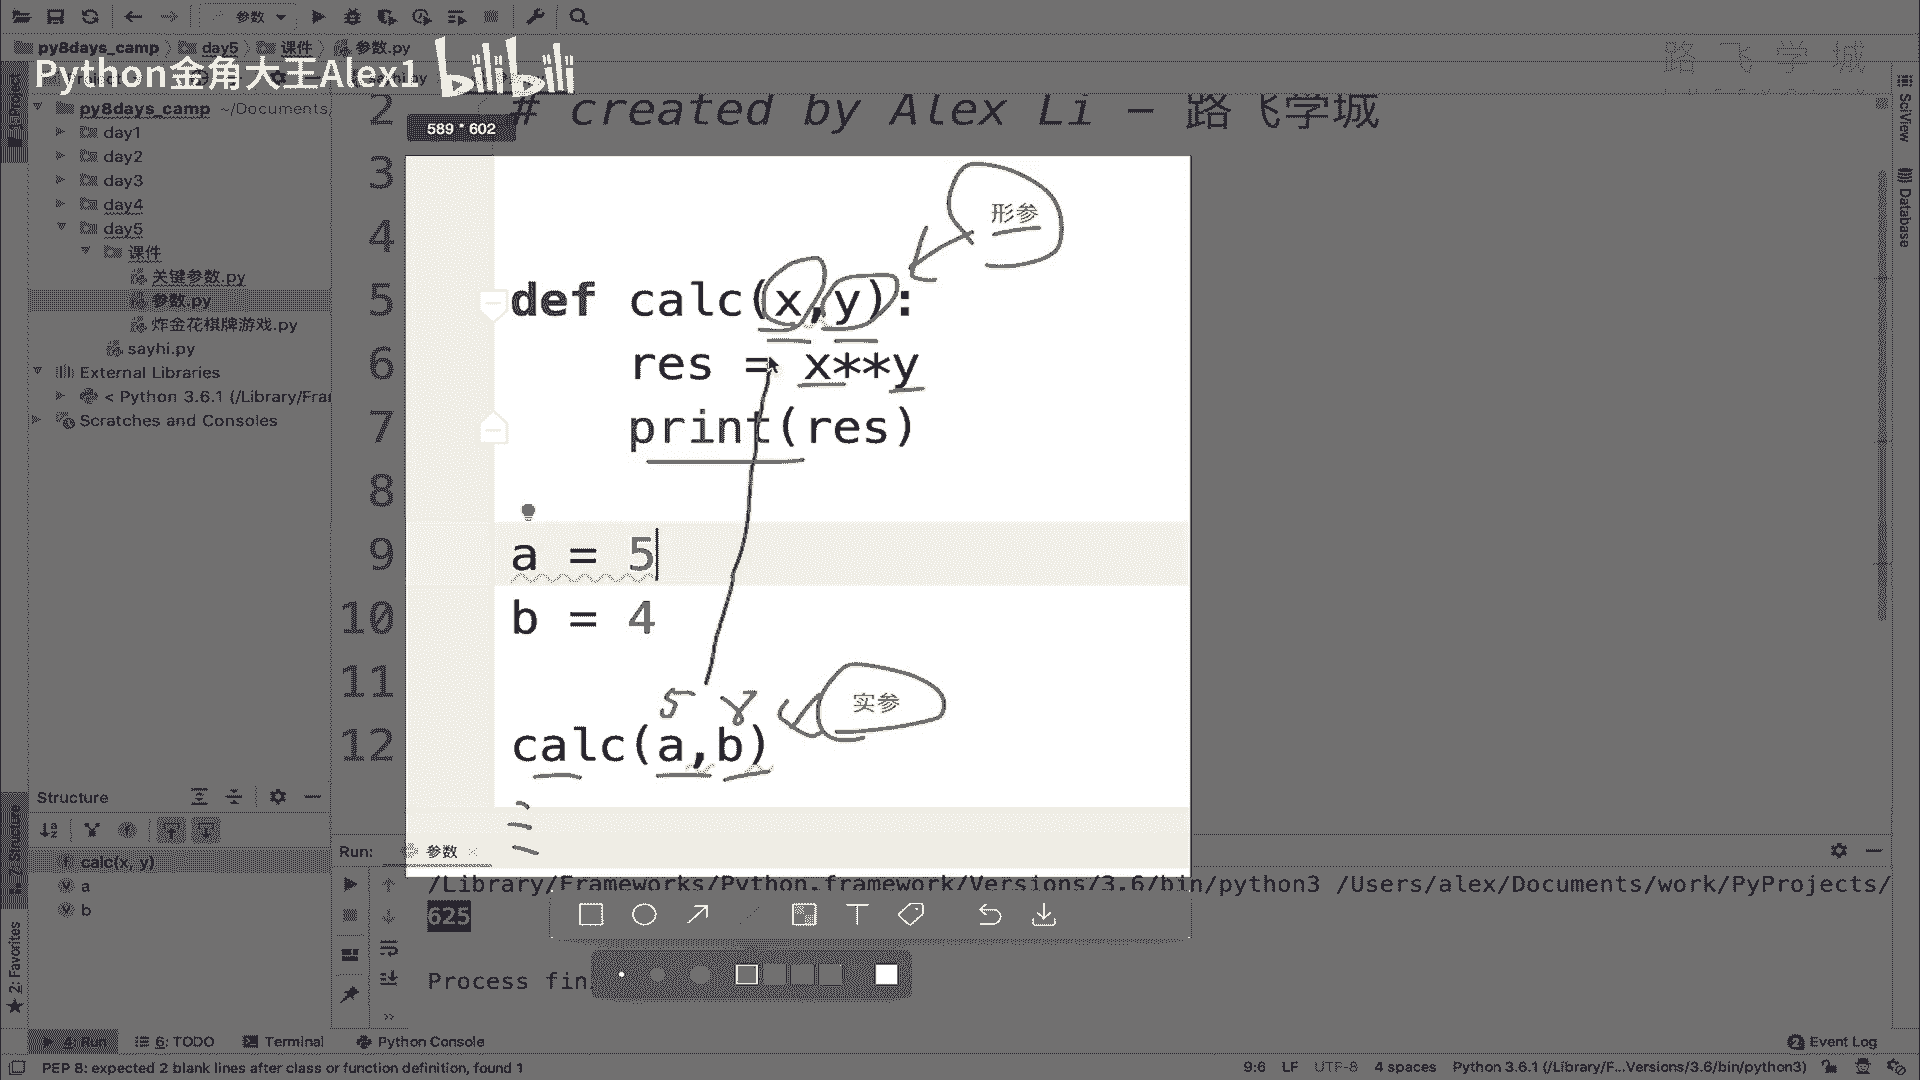 参数
py8days_camp day5 课件 参数.py
Python金角大王Alex1 bilibili
路飞学城
1: Project
py8days_camp ~/Documents
day1
day2
day3
day4
day5
课件
关键参数.py
参数.py
炸金花棋牌游戏.py
sayhi.py
External Libraries
< Python 3.6.1 (/Library/Fra
Scratches and Consoles
SciView
Database
589 * 602
2 # created by Alex Li - 路飞学城
3
形参
4
5 def calc(x,y):
6 res = x**y
7 print(res)
8
9 a = 5
10 b = 4
11
5
实参
12 calc(a,b)
Structure
calc(x, y)
a
b
7: Structure
2: Favorites
Run: 参数
/Library/Frameworks/Python.framework/Versions/3.6/bin/python3 /Users/alex/Documents/work/PyProjects/
625
Process fin
4: Run 6: TODO Terminal Python Console 2 Event Log
PEP 8: expected 2 blank lines after class or function definition, found 1 9:6 LF UTF-8 4 spaces Python 3.6.1 (/Library/F...Versions/3.6/bin/python3)